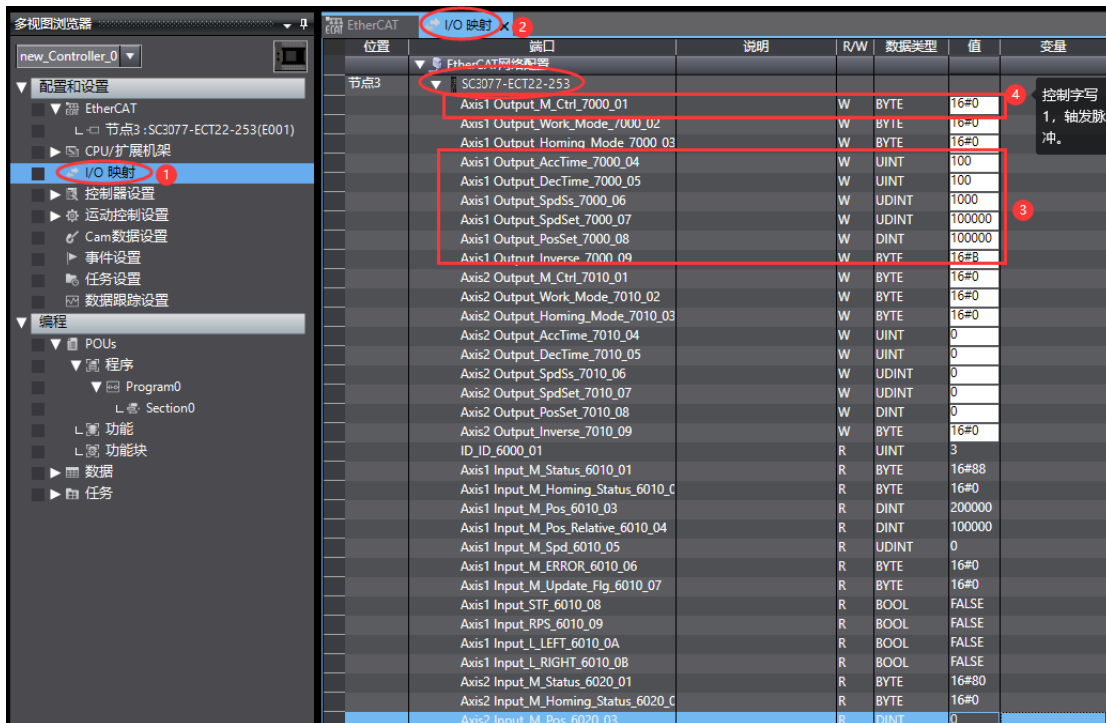 多视图浏览器
new_Controller_0
配置和设置
EtherCAT
节点3 : SC3077-ECT22-253(E001)
CPU/扩展机架
I/O 映射 1
控制器设置
运动控制设置
Cam数据设置
事件设置
任务设置
数据跟踪设置
编程
POUs
程序
Program0
Section0
功能
功能块
数据
任务
EtherCAT I/O 映射 2
位置 端口 说明 R/W 数据类型 值 变量
EtherCAT网络配置
节点3 SC3077-ECT22-253
Axis1 Output_M_Ctrl_7000_01 W BYTE 16#0
Axis1 Output_Work_Mode_7000_02 W BYTE 16#0
Axis1 Output_Homing_Mode_7000_03 W BYTE 16#0
Axis1 Output_AccTime_7000_04 W UINT 100
Axis1 Output_DecTime_7000_05 W UINT 100
Axis1 Output_SpdSs_7000_06 W UDINT 1000
Axis1 Output_SpdSet_7000_07 W UDINT 100000
Axis1 Output_PosSet_7000_08 W DINT 100000
Axis1 Output_Inverse_7000_09 W BYTE 16#B
Axis2 Output_M_Ctrl_7010_01 W BYTE 16#0
Axis2 Output_Work_Mode_7010_02 W BYTE 16#0
Axis2 Output_Homing_Mode_7010_03 W BYTE 16#0
Axis2 Output_AccTime_7010_04 W UINT 0
Axis2 Output_DecTime_7010_05 W UINT 0
Axis2 Output_SpdSs_7010_06 W UDINT 0
Axis2 Output_SpdSet_7010_07 W UDINT 0
Axis2 Output_PosSet_7010_08 W DINT 0
Axis2 Output_Inverse_7010_09 W BYTE 16#0
ID_ID_6000_01 R UINT 3
Axis1 Input_M_Status_6010_01 R BYTE 16#88
Axis1 Input_M_Homing_Status_6010_0 R BYTE 16#0
Axis1 Input_M_Pos_6010_03 R DINT 200000
Axis1 Input_M_Pos_Relative_6010_04 R DINT 100000
Axis1 Input_M_Spd_6010_05 R UDINT 0
Axis1 Input_M_ERROR_6010_06 R BYTE 16#0
Axis1 Input_M_Update_Flg_6010_07 R BYTE 16#0
Axis1 Input_STF_6010_08 R BOOL FALSE
Axis1 Input_RPS_6010_09 R BOOL FALSE
Axis1 Input_L_LEFT_6010_0A R BOOL FALSE
Axis1 Input_L_RIGHT_6010_0B R BOOL FALSE
Axis2 Input_M_Status_6020_01 R BYTE 16#80
Axis2 Input_M_Homing_Status_6020_0 R BYTE 16#0
Axis2 Input_M_Pos_6020_03 R DINT 0
3
4
控制字写
1，轴发脉
冲。